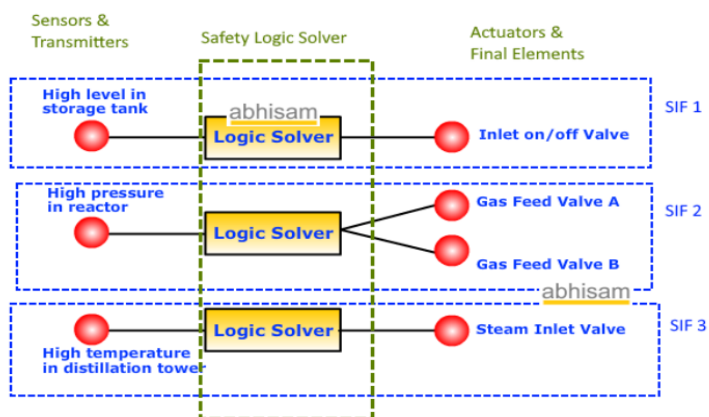 Sensors &
Transmitters
Safety Logic Solver
Actuators &
Final Elements
High level in
storage tank
abhisam
Logic Solver
Inlet on/off Valve
SIF 1
High pressure
in reactor
Logic Solver
Gas Feed Valve A
Gas Feed Valve B
SIF 2
abhisam
Logic Solver
Steam Inlet Valve
SIF 3
High temperature
in distillation tower